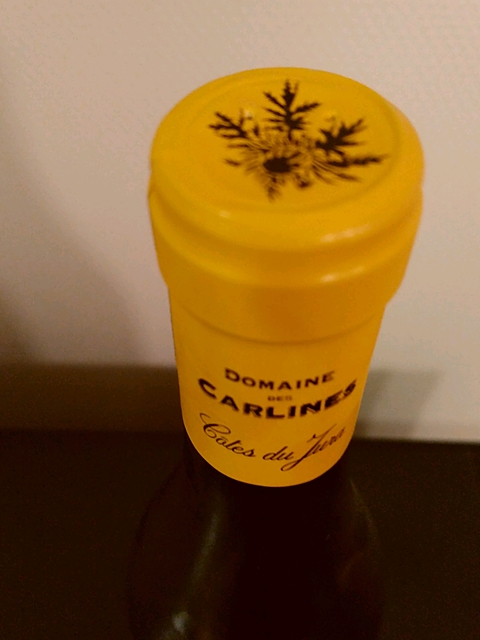 DOMAINE
DES
CARLINES
Côtes du Jura